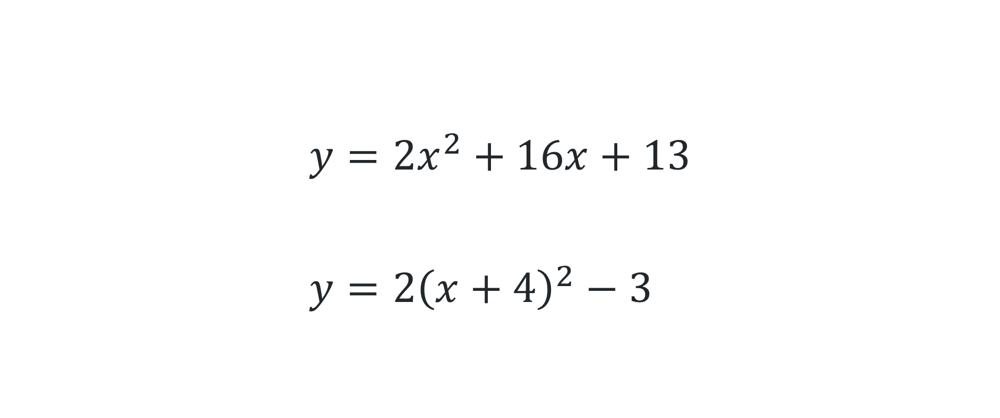 y = 2x² + 16x + 13
y = 2(x + 4)² − 3